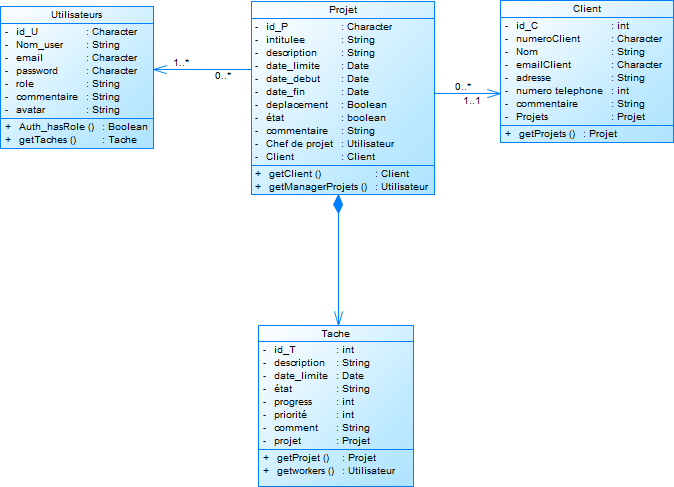 Utilisateurs
- id_U : Character
- Nom_user : String
- email : Character
- password : Character
- role : String
- commentaire : String
- avatar : String
+ Auth_hasRole () : Boolean
+ getTaches () : Tache
1..*
0..*
Projet
- id_P : Character
- intitulee : String
- description : String
- date_limite : Date
- date_debut : Date
- date_fin : Date
- deplacement : Boolean
- état : boolean
- commentaire : String
- Chef de projet : Utilisateur
- Client : Client
+ getClient () : Client
+ getManagerProjets () : Utilisateur
0..*
1..1
Client
- id_C : int
- numeroClient : Character
- Nom : String
- emailClient : Character
- adresse : String
- numero telephone : int
- commentaire : String
- Projets : Projet
+ getProjets () : Projet
Tache
- id_T : int
- description : String
- date_limite : Date
- état : String
- progress : int
- priorité : int
- comment : String
- projet : Projet
+ getProjet () : Projet
+ getworkers () : Utilisateur